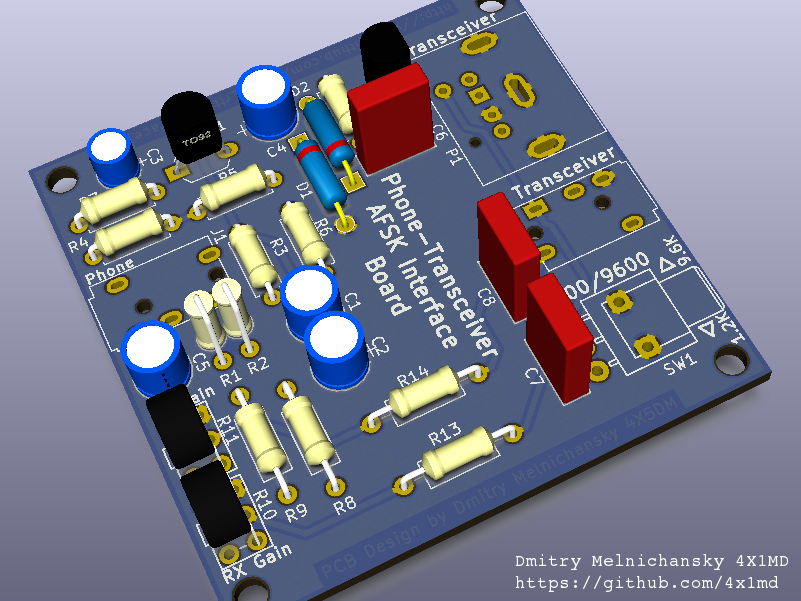 Transceiver
D2
C6
P1
TO92
C3
C4
R5
D1
R4
Phone
J1
R3
R6
C1
C2
C5
R1
R2
Transceiver
Phone-Transceiver
AFSK Interface
Board
C8
C7
00/9600
9.6K
1.2K
SW1
R14
R13
R11
R10
R9
R8
RX Gain
PCB Design by Dmitry Melnichansky 4X5DM
Dmitry Melnichansky 4X1MD
https://github.com/4x1md